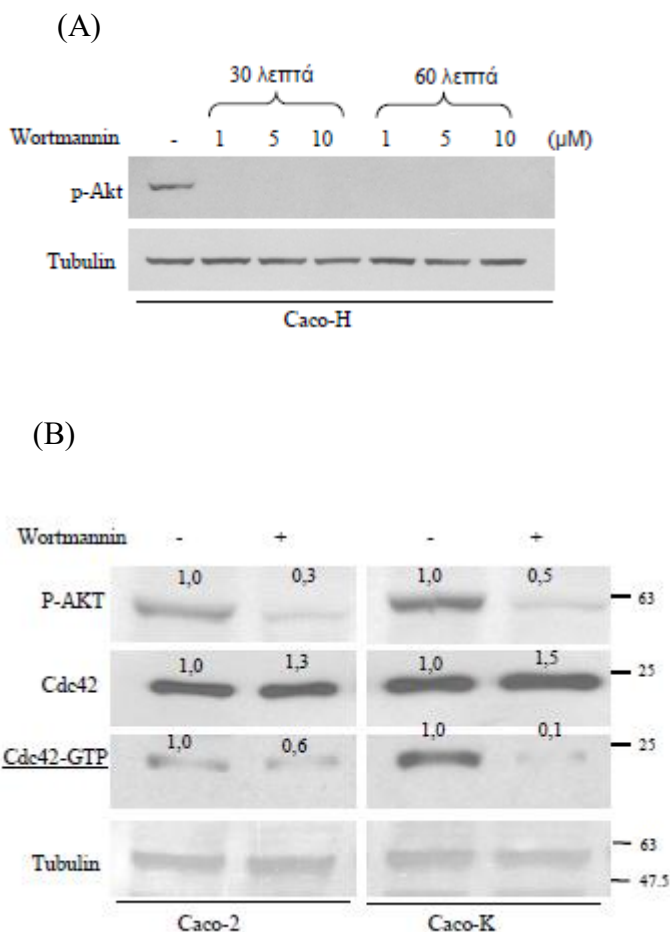 (A)
30 λεπτά 60 λεπτά
Wortmannin - 1 5 10 1 5 10 (μM)
p-Akt
Tubulin
Caco-H
(B)
Wortmannin - + - +
P-AKT 1,0 0,3 1,0 0,5 63
Cdc42 1,0 1,3 1,0 1,5 25
Cdc42-GTP 1,0 0,6 1,0 0,1 25
Tubulin 63
47.5
Caco-2 Caco-K